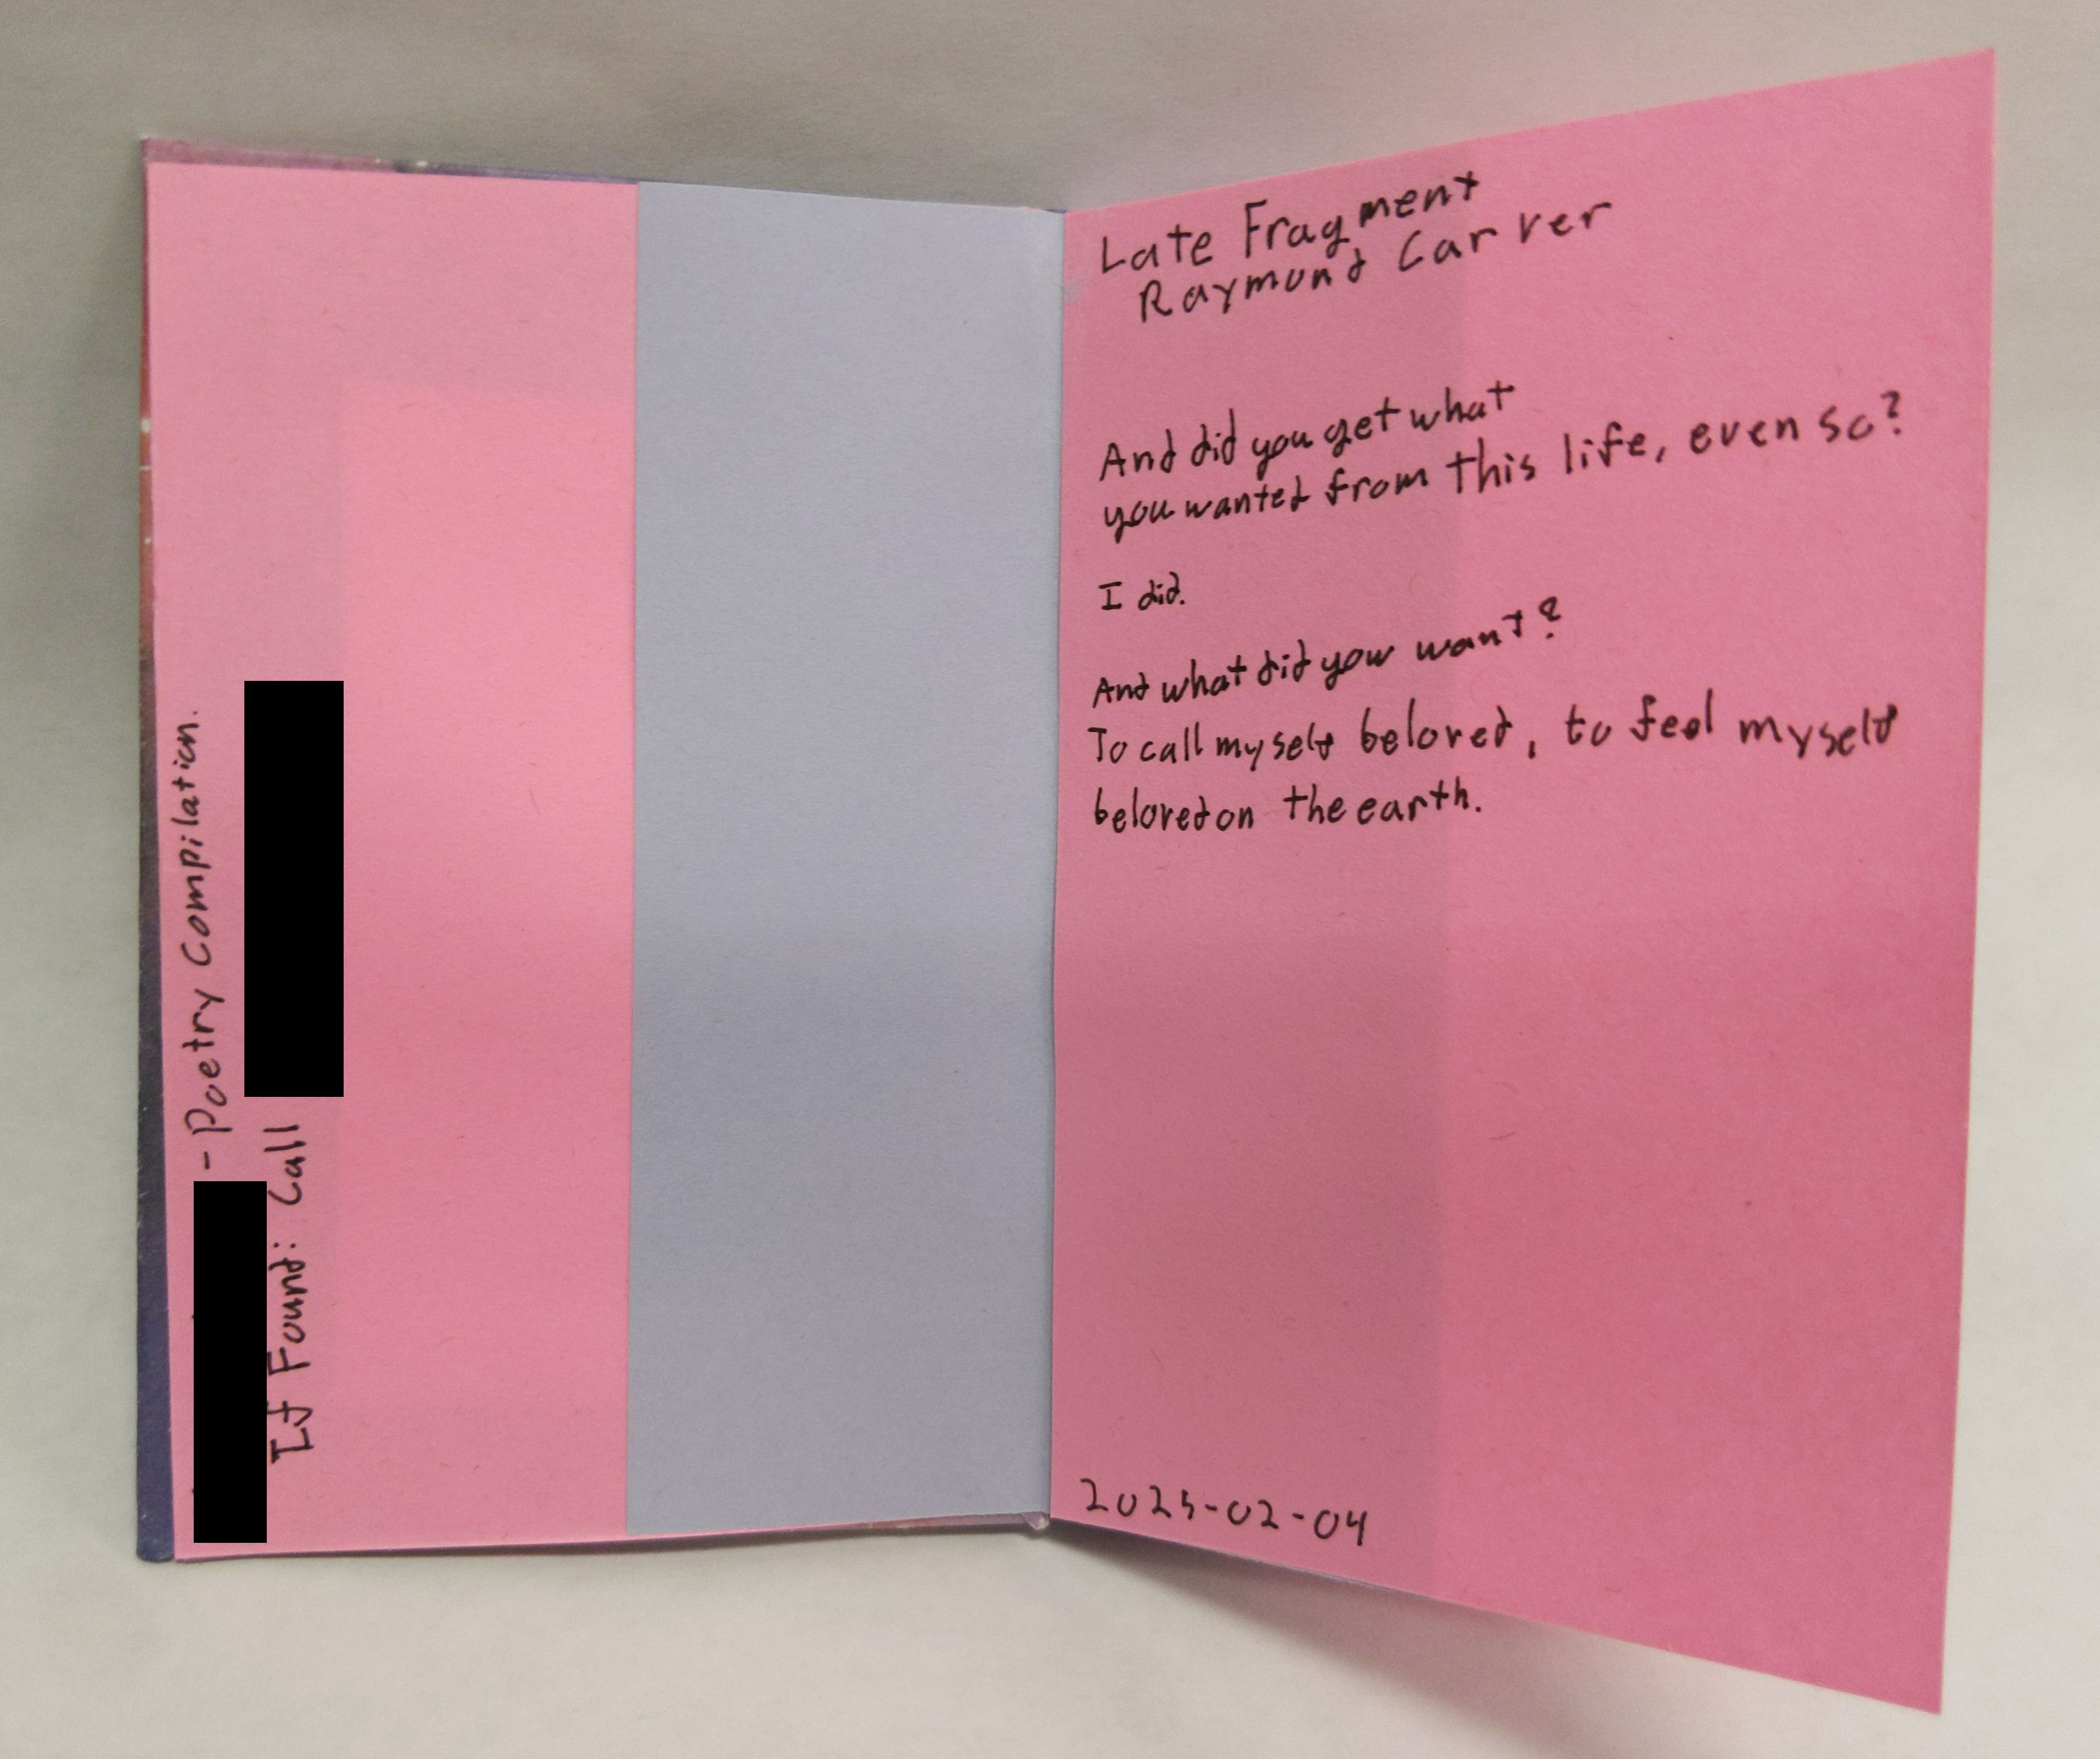 - Poetry Compilation.
If Found: Call
Late Fragment
Raymond Carver
And did you get what
you wanted from this life, even so?
I did.
And what did you want?
To call myself beloved, to feel myself
beloved on the earth.
2025-02-04